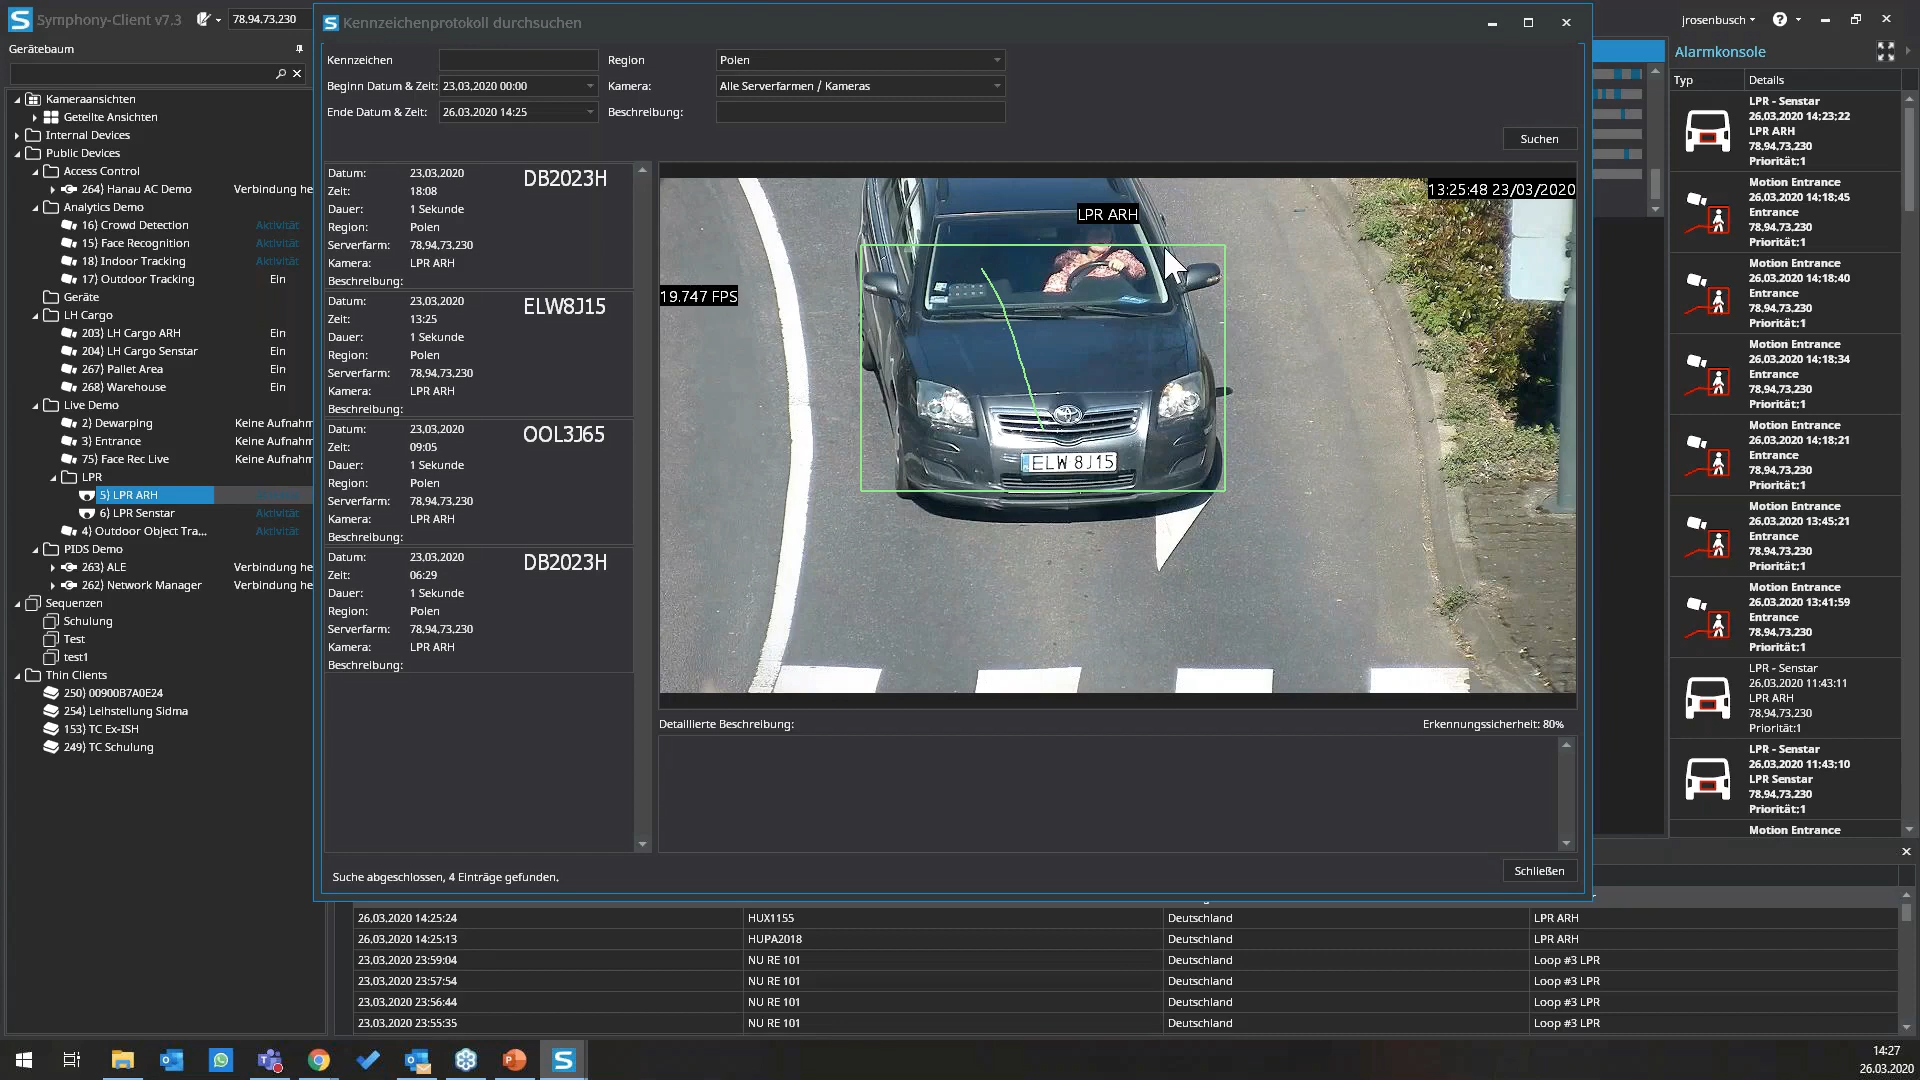 Symphony-Client v7.3
78,94,73,230
Kennzeichenprotokoll durchsuchen
jrosenbusch
Gerätebaum
Kameraansichten
Geteilte Ansichten
Internal Devices
Public Devices
Access Control
264) Hanau AC Demo Verbindung he
Analytics Demo
16) Crowd Detection Aktivität
15) Face Recognition Aktivität
18) Indoor Tracking Aktivität
17) Outdoor Tracking Ein
Geräte
LH Cargo
203) LH Cargo ARH Ein
204) LH Cargo Senstar Ein
267) Pallet Area Ein
268) Warehouse Ein
Live Demo
2) Dewarping Keine Aufnahm
3) Entrance Keine Aufnahm
75) Face Rec Live Keine Aufnahm
LPR
5) LPR ARH
6) LPR Senstar Aktivität
4) Outdoor Object Tra... Aktivität
PIDS Demo
263) ALE Verbindung he
262) Network Manager Verbindung he
Sequenzen
Schulung
Test
test1
Thin Clients
250) 00900B7A0E24
254) Leihstellung Sidma
153) TC Ex-ISH
249) TC Schulung
Kennzeichen
Region Polen
Beginn Datum & Zeit: 23,03,2020 00:00
Kamera: Alle Serverfarmen / Kameras
Ende Datum & Zeit: 26,03,2020 14:25
Beschreibung:
Suchen
Datum: 23,03,2020 DB2023H
Zeit: 18:08
Dauer: 1 Sekunde
Region: Polen
Serverfarm: 78,94,73,230
Kamera: LPR ARH
Beschreibung:
Datum: 23,03,2020 ELW8J15
Zeit: 13:25
Dauer: 1 Sekunde
Region: Polen
Serverfarm: 78,94,73,230
Kamera: LPR ARH
Beschreibung:
Datum: 23,03,2020 OOL3J65
Zeit: 09:05
Dauer: 1 Sekunde
Region: Polen
Serverfarm: 78,94,73,230
Kamera: LPR ARH
Beschreibung:
Datum: 23,03,2020 DB2023H
Zeit: 06:29
Dauer: 1 Sekunde
Region: Polen
Serverfarm: 78,94,73,230
Kamera: LPR ARH
Beschreibung:
13:25:48 23/03/2020
LPR ARH
19.747 FPS
ELW 8J15
Detaillierte Beschreibung:
Erkennungssicherheit: 80%
Suche abgeschlossen, 4 Einträge gefunden,
Schließen
Alarmkonsole
Typ Details
LPR - Senstar
26.03.2020 14:23:22
LPR ARH
78.94.73.230
Priorität:1
Motion Entrance
26.03.2020 14:18:45
Entrance
78.94.73.230
Priorität:1
Motion Entrance
26.03.2020 14:18:40
Entrance
78.94.73.230
Priorität:1
Motion Entrance
26.03.2020 14:18:34
Entrance
78.94.73.230
Priorität:1
Motion Entrance
26.03.2020 14:18:21
Entrance
78.94.73.230
Priorität:1
Motion Entrance
26.03.2020 13:45:21
Entrance
78.94.73.230
Priorität:1
Motion Entrance
26.03.2020 13:41:59
Entrance
78.94.73.230
Priorität:1
LPR - Senstar
26,03,2020 11:43:11
LPR ARH
78,94,73,230
Priorität:1
LPR - Senstar
26.03.2020 11:43:10
LPR Senstar
78.94.73.230
Priorität:1
Motion Entrance
26,03,2020 14:25:24 HUX1155 Deutschland LPR ARH
26,03,2020 14:25:13 HUPA2018 Deutschland LPR ARH
23,03,2020 23:59:04 NU RE 101 Deutschland Loop #3 LPR
23,03,2020 23:57:54 NU RE 101 Deutschland Loop #3 LPR
23,03,2020 23:56:44 NU RE 101 Deutschland Loop #3 LPR
23,03,2020 23:55:35 NU RE 101 Deutschland Loop #3 LPR
14:27
26.03.2020